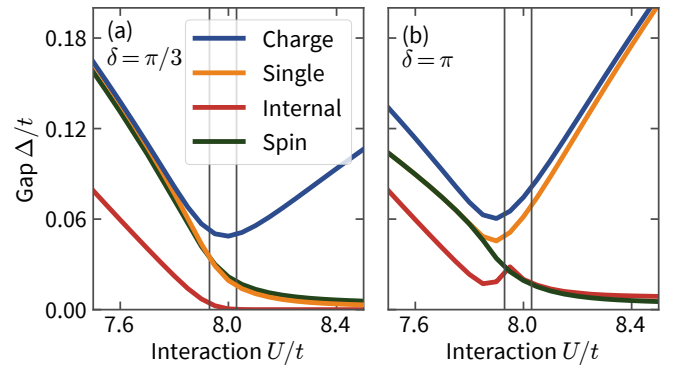 (a)
δ = π/3
Charge
Single
Internal
Spin
(b)
δ = π
0.18
0.12
0.06
0.00
Gap Δ/t
7.6 8.0 8.4
7.6 8.0 8.4
Interaction U/t
Interaction U/t